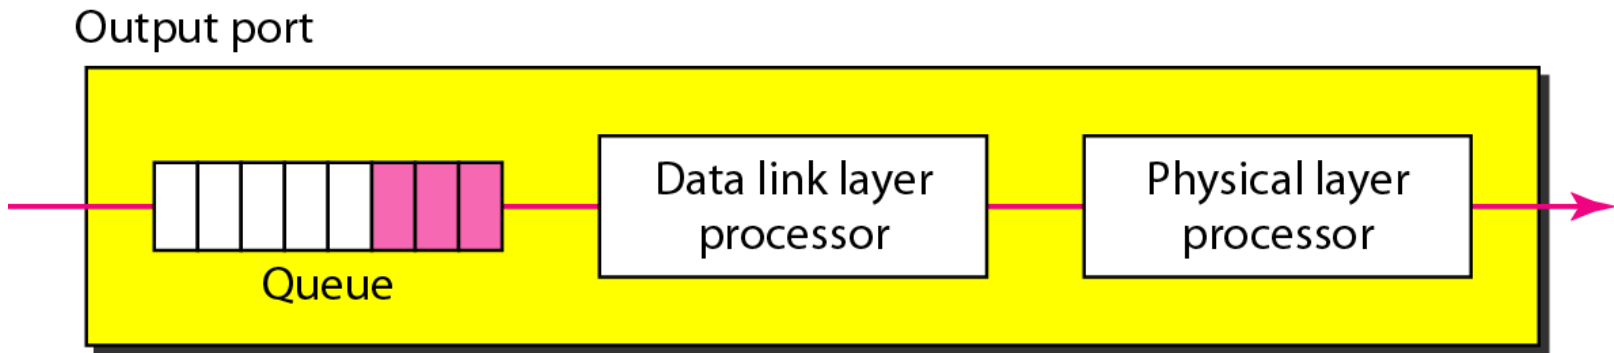 Output port
Data link layer
processor
Physical layer
processor
Queue